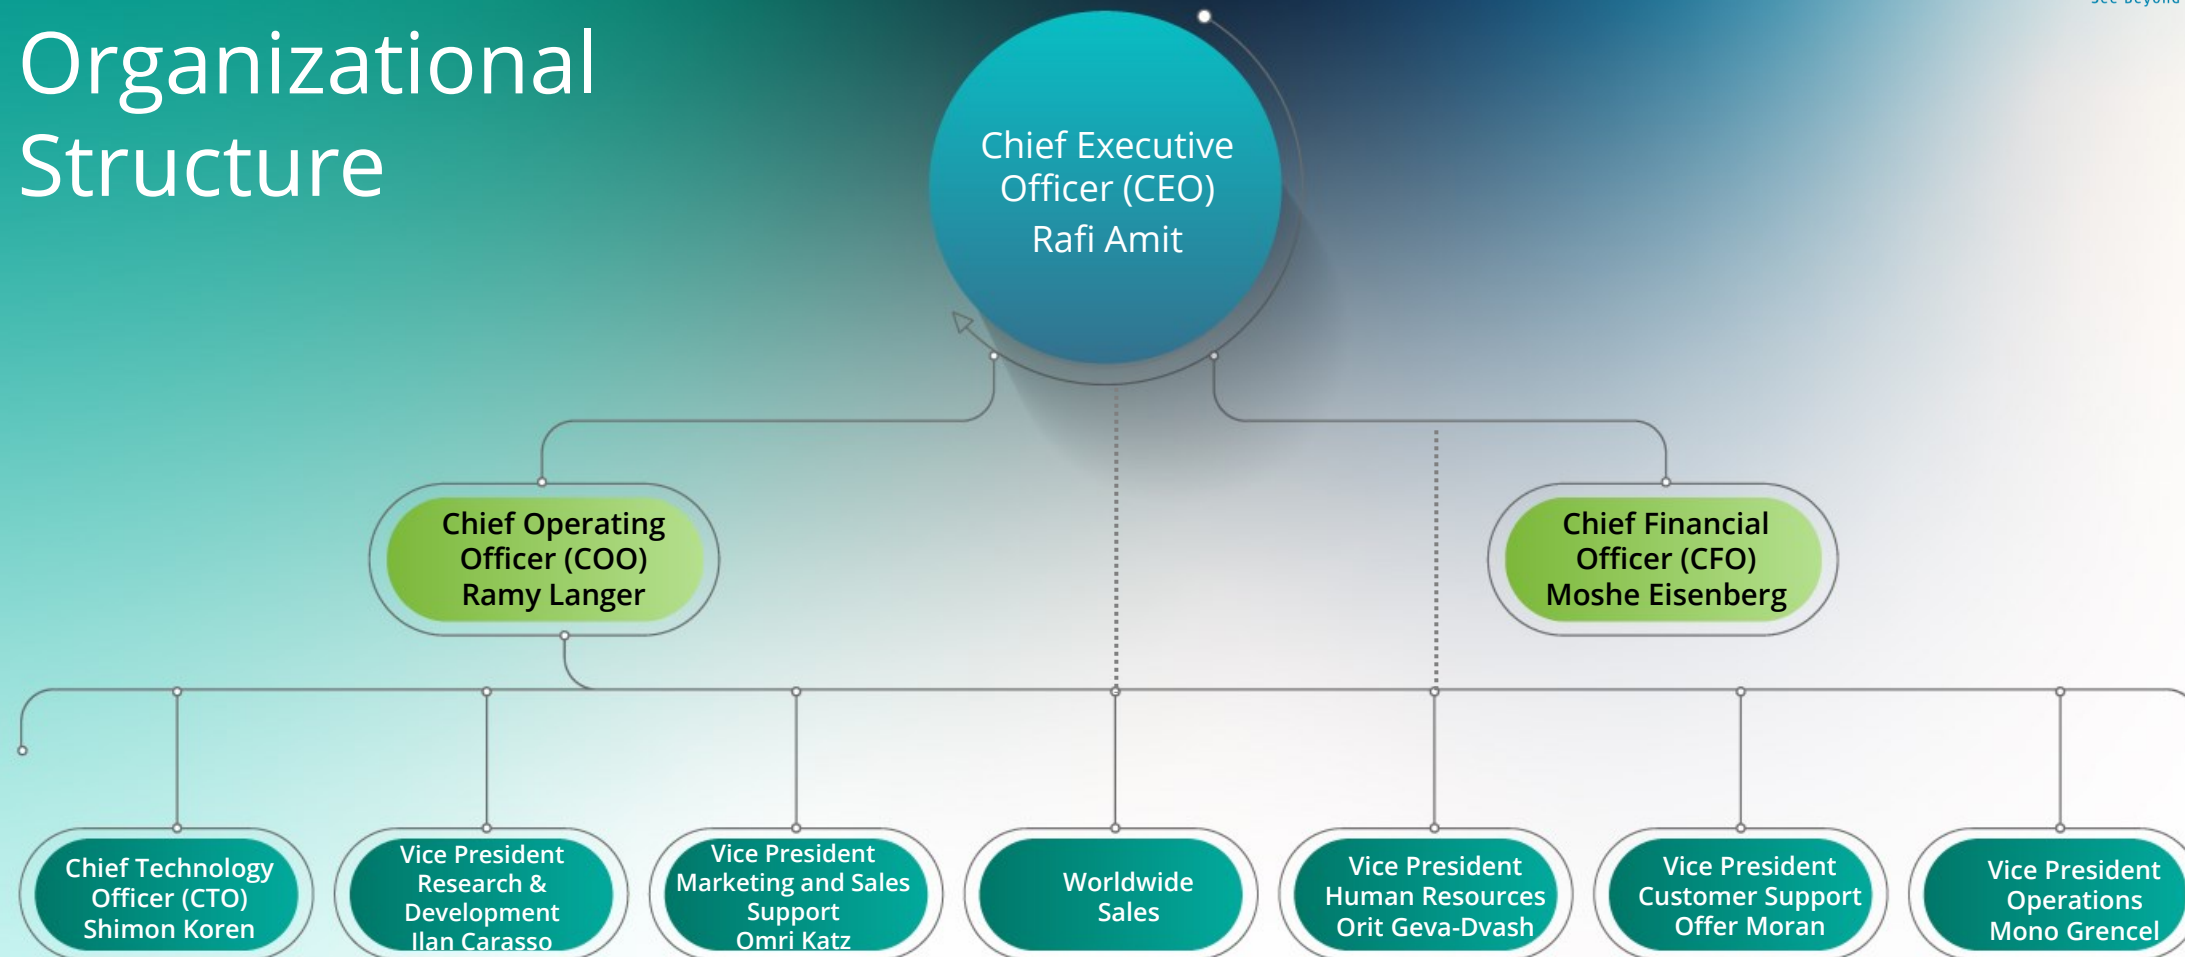 See Beyond
Organizational
Structure
Chief Executive
Officer (CEO)
Rafi Amit
Chief Operating
Officer (COO)
Ramy Langer
Chief Financial
Officer (CFO)
Moshe Eisenberg
Chief Technology
Officer (CTO)
Shimon Koren
Vice President
Research &
Development
Ilan Carasso
Vice President
Marketing and Sales
Support
Omri Katz
Worldwide
Sales
Vice President
Human Resources
Orit Geva-Dvash
Vice President
Customer Support
Offer Moran
Vice President
Operations
Mono Grencel